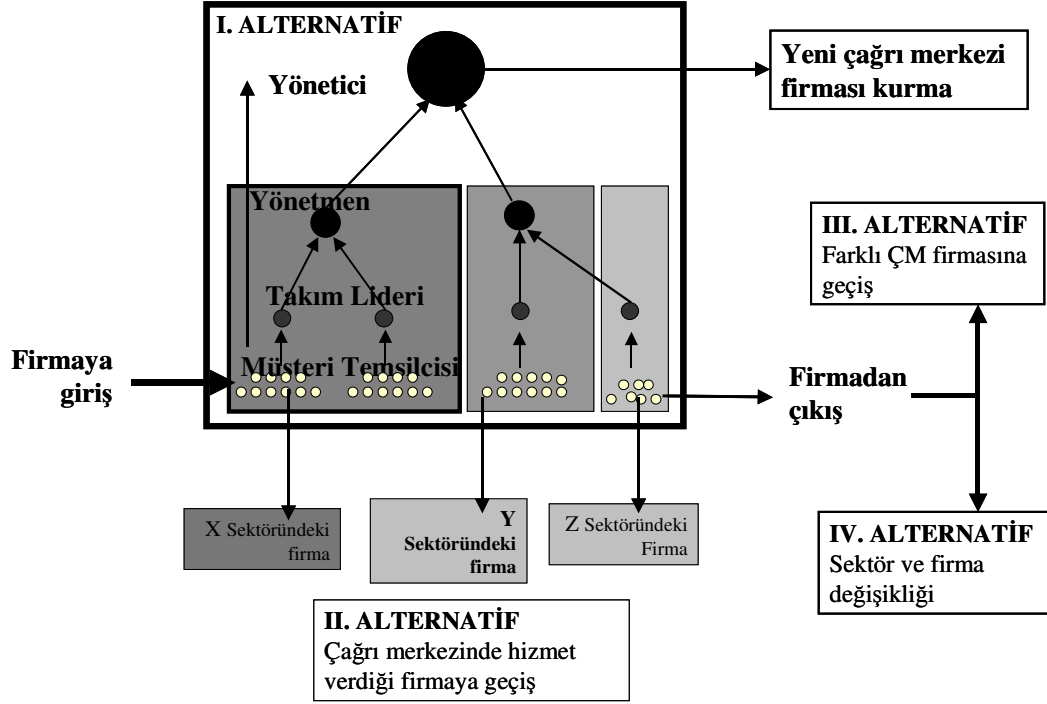 I. ALTERNATİF
Yönetici
Yeni çağrı merkezi
firması kurma
Yönetmen
Takım Lideri
Müşteri Temsilcisi
Firmaya
giriş
Firmadan
çıkış
III. ALTERNATİF
Farklı ÇM firmasına
geçiş
IV. ALTERNATİF
Sektör ve firma
değişikliği
X Sektöründeki
firma
Y
Sektöründeki
firma
Z Sektöründeki
Firma
II. ALTERNATİF
Çağrı merkezinde hizmet
verdiği firmaya geçiş